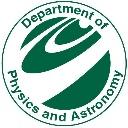 Department of
Physics and Astronomy